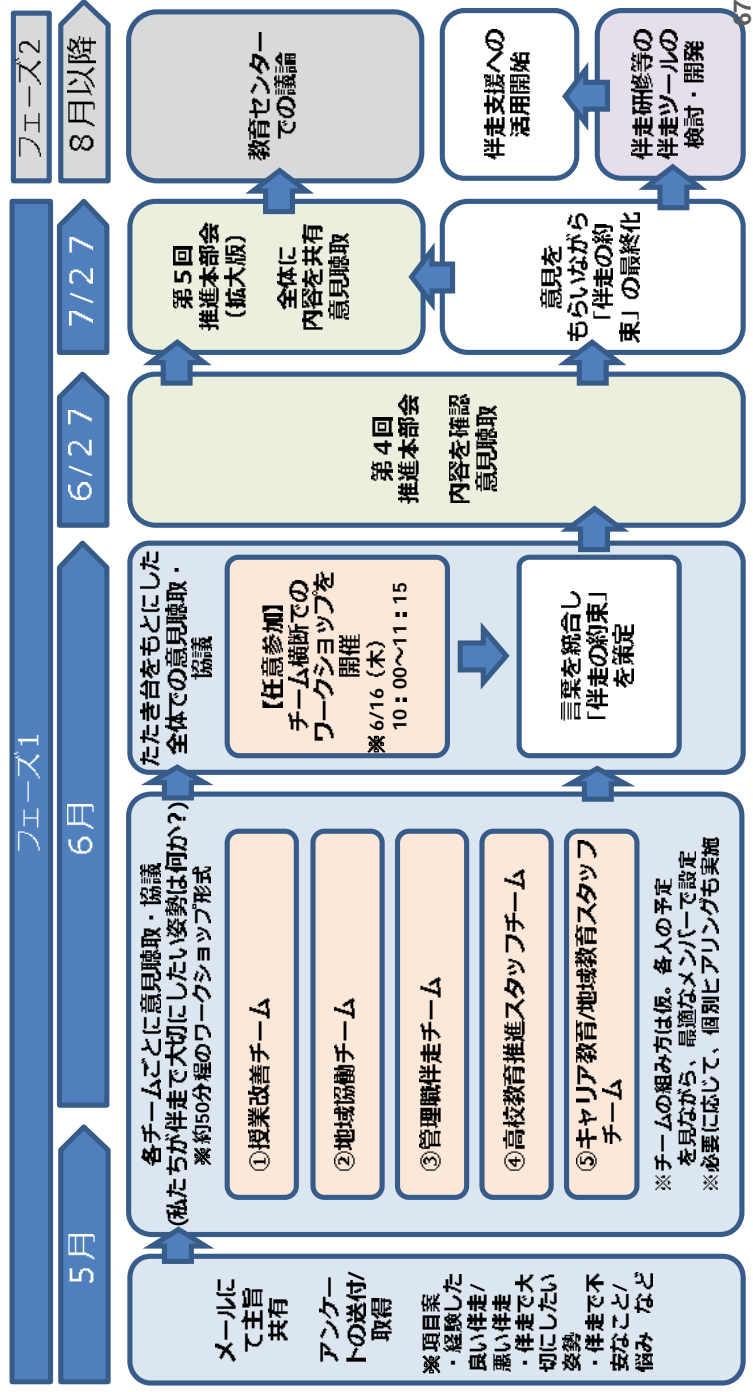 フェーズ1
フェーズ2
5月
6月
6/27
7/27
8月以降
メールに
て主旨
共有
アンケー
トの送付/
取得
※項目案
・経験した
良い伴走/
悪い伴走
・伴走で大
切にしたい
姿勢
・伴走で不
安なこと/
悩み など
各チームごとに意見聴取・協議
(私たちが伴走で大切にしたい姿勢は何か?)
※約50分程のワークショップ形式
①授業改善チーム
②地域協働チーム
③管理職伴走チーム
④高校教育推進スタッフチーム
⑤キャリア教育/地域教育スタッフ
チーム
※チームの組み方は仮。各人の予定
を見ながら、最適なメンバーで設定
※必要に応じて、個別ヒアリングも実施
たたき台をもとにした
全体での意見聴取・
協議
【任意参加】
チーム横断での
ワークショップを
開催
※6/16（木）
10：00～11：15
言葉を統合し
「伴走の約束」
を策定
第４回
推進本部会
内容を確認
意見聴取
第５回
推進本部会
（拡大版）
全体に
内容を共有
意見聴取
意見を
もらいながら
「伴走の約
束」の最終化
教育センター
での議論
伴走支援への
活用開始
伴走研修等の
伴走ツールの
検討・開発
67